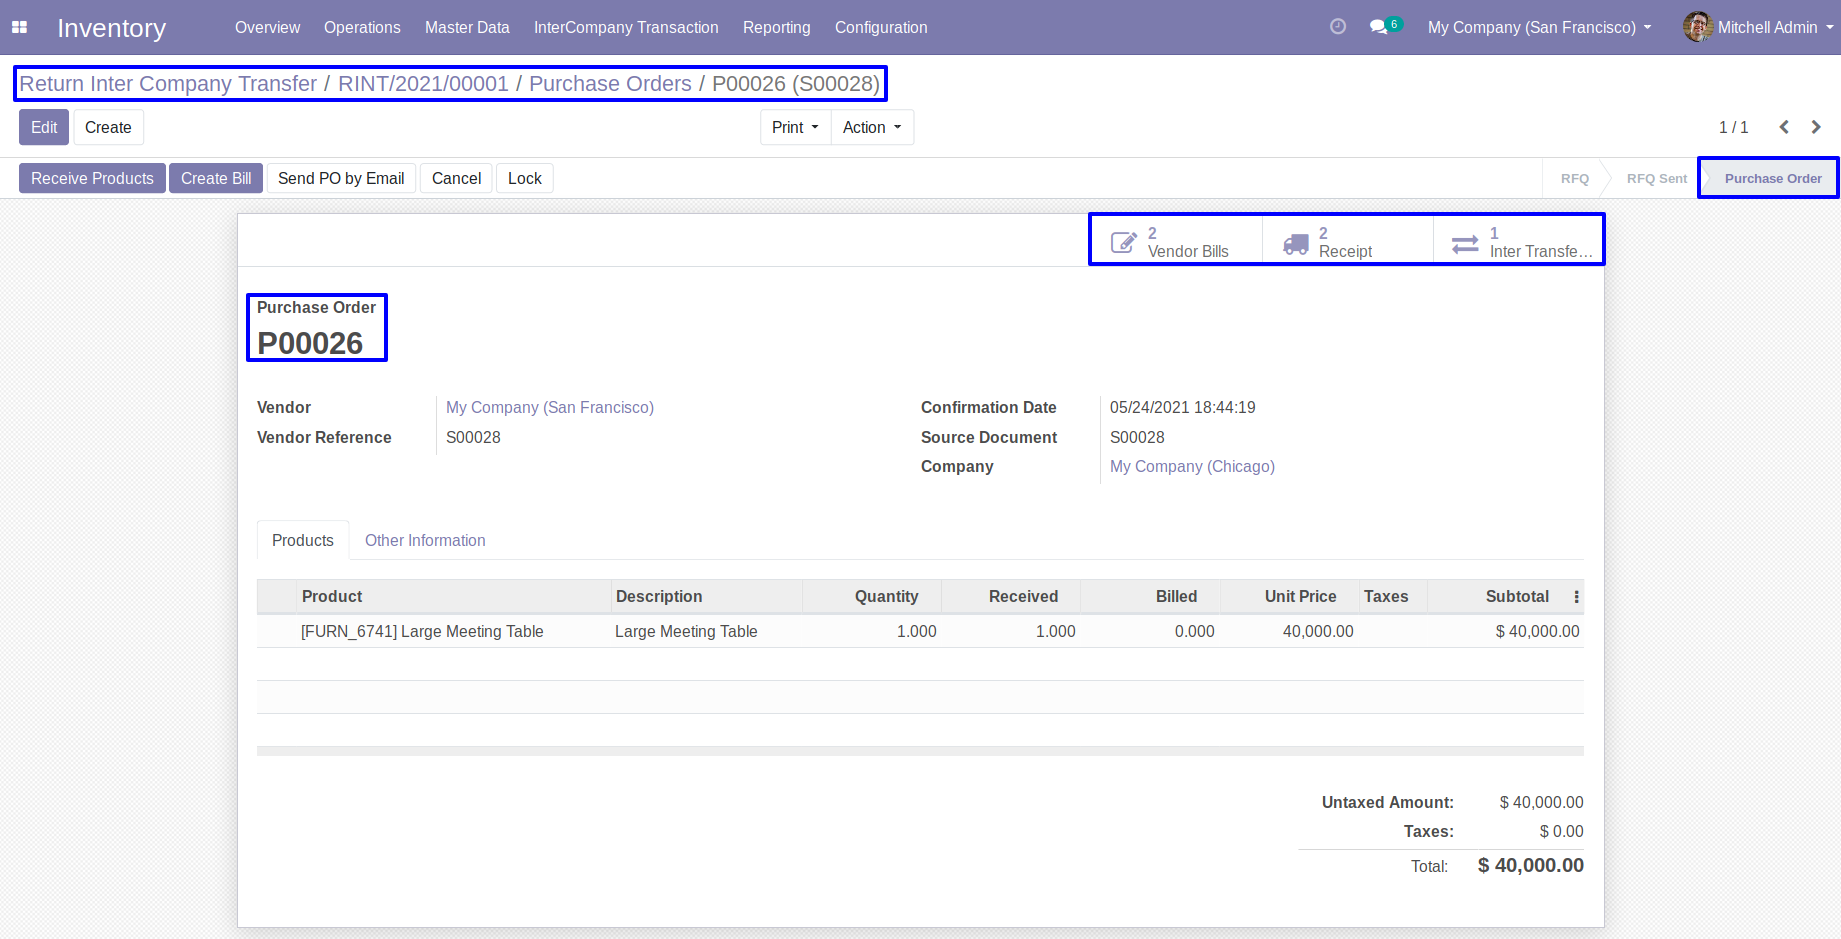 Inventory Overview Operations Master Data InterCompany Transaction Reporting Configuration 6 My Company (San Francisco) Mitchell Admin
Return Inter Company Transfer / RINT/2021/00001 / Purchase Orders / P00026 (S00028)
Edit Create Print Action 1 / 1
Receive Products Create Bill Send PO by Email Cancel Lock RFQ RFQ Sent Purchase Order
2 Vendor Bills
2 Receipt
1 Inter Transfe...
Purchase Order
P00026
Vendor My Company (San Francisco)
Vendor Reference S00028
Confirmation Date 05/24/2021 18:44:19
Source Document S00028
Company My Company (Chicago)
Products Other Information
Product Description Quantity Received Billed Unit Price Taxes Subtotal
[FURN_6741] Large Meeting Table Large Meeting Table 1.000 1.000 0.000 40,000.00 $ 40,000.00
Untaxed Amount: $ 40,000.00
Taxes: $ 0.00
Total: $ 40,000.00